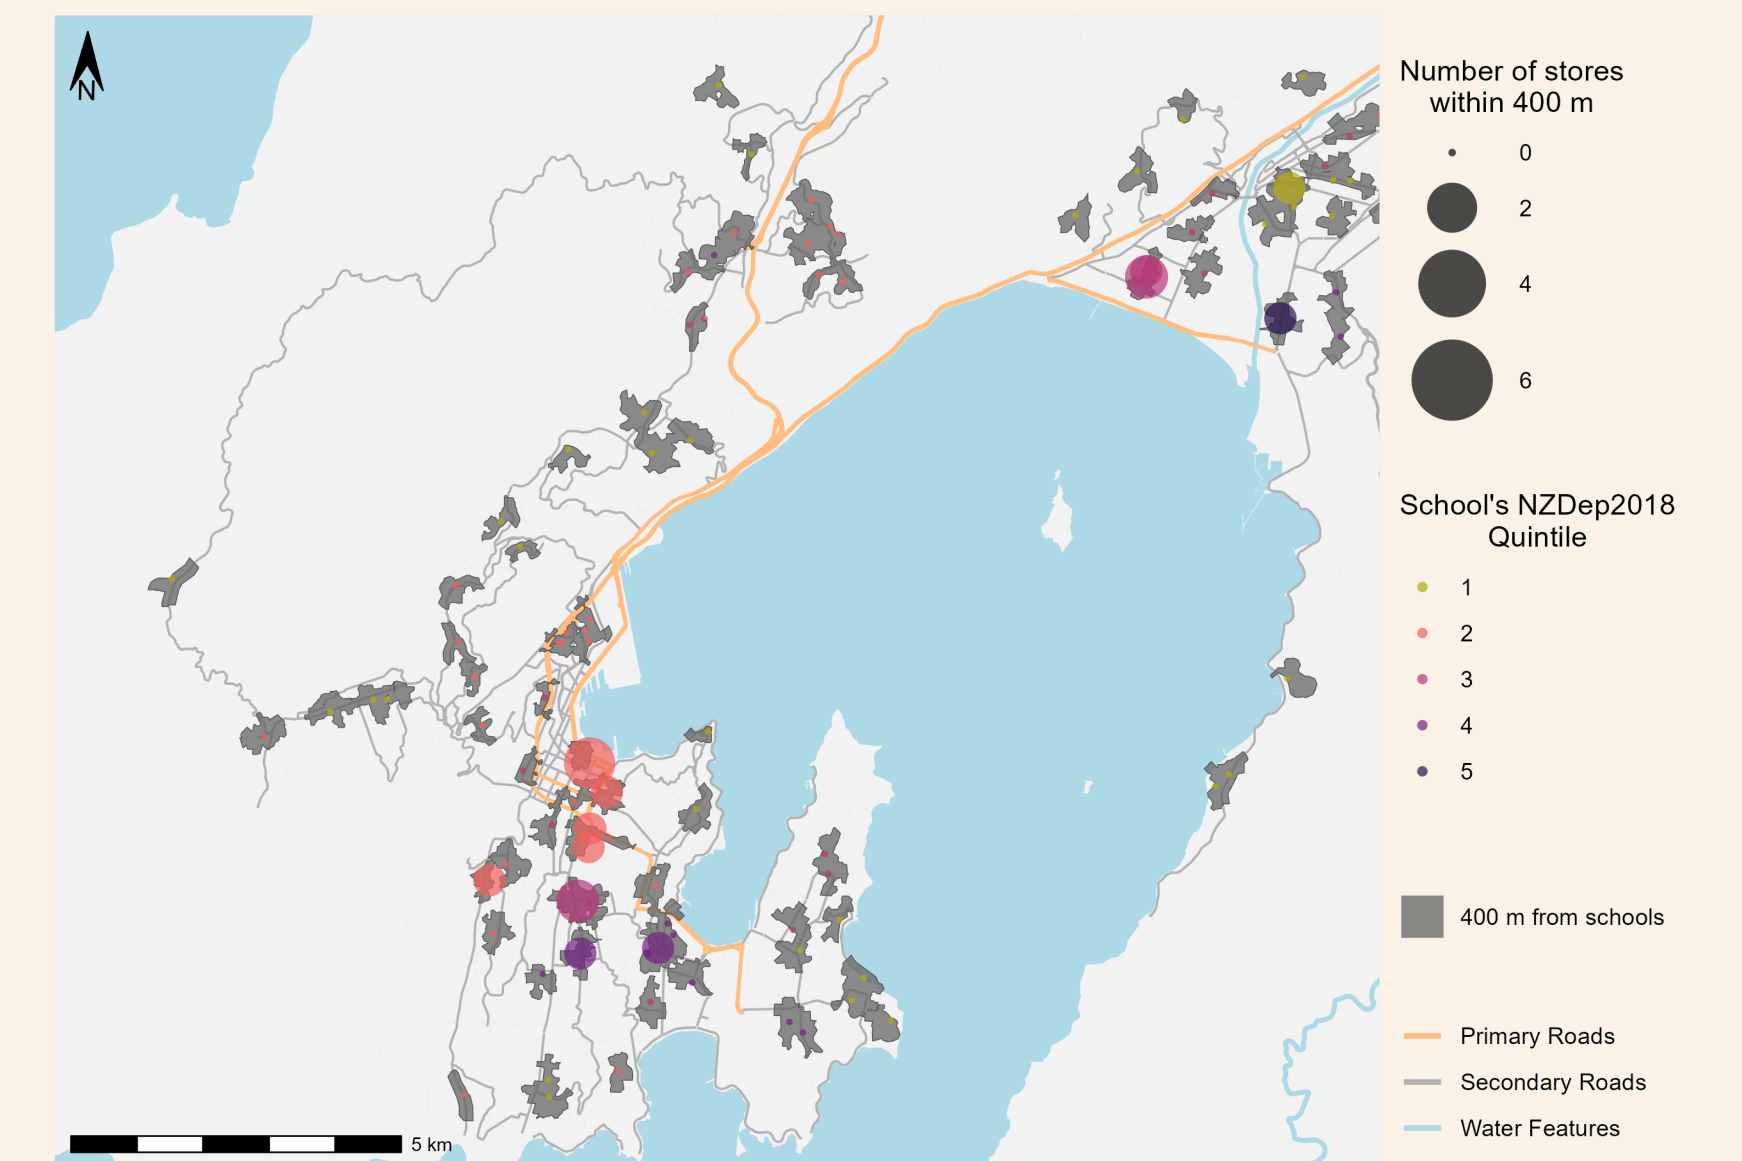 N
Number of stores
within 400 m
0
2
4
6
School's NZDep2018
Quintile
1
2
3
4
5
400 m from schools
Primary Roads
Secondary Roads
Water Features
5 km